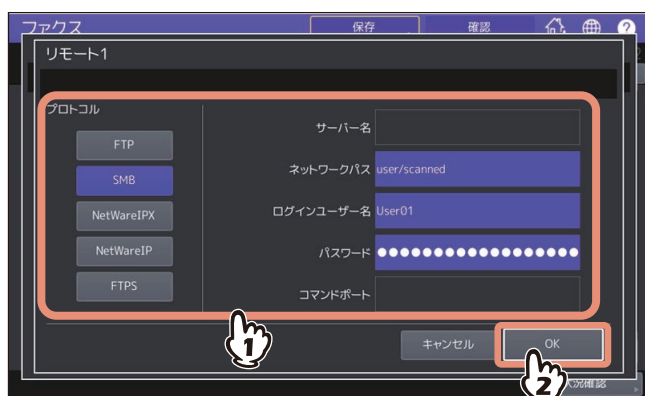 ファクス 保存 確認 ?
リモート1
プロトコル
FTP
SMB
NetWareIPX
NetWareIP
FTPS
サーバー名
ネットワークパス user/scanned
ログインユーザー名 User01
パスワード ●●●●●●●●●●●●●●●●●●
コマンドポート
キャンセル OK
1
2
況確認